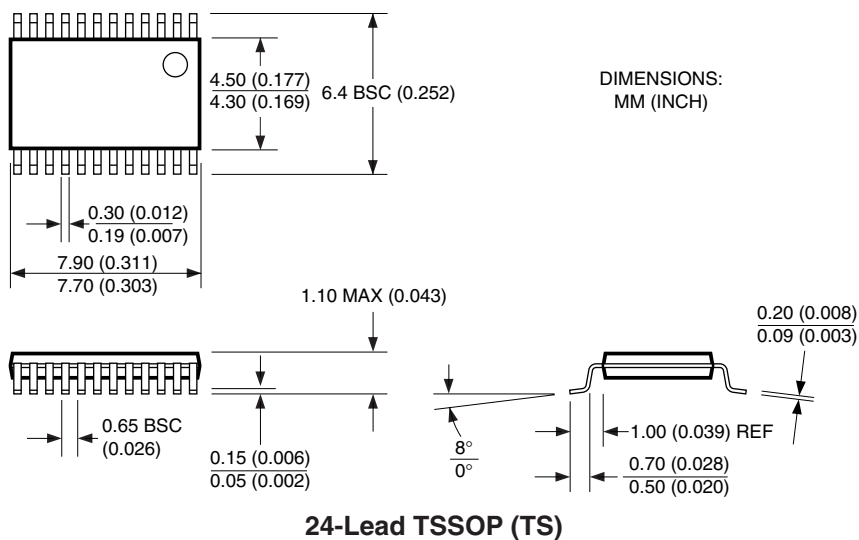 4.50 (0.177)
4.30 (0.169)
6.4 BSC (0.252)
DIMENSIONS:
MM (INCH)
0.30 (0.012)
0.19 (0.007)
7.90 (0.311)
7.70 (0.303)
1.10 MAX (0.043)
0.20 (0.008)
0.09 (0.003)
0.65 BSC
(0.026)
0.15 (0.006)
0.05 (0.002)
8°
0°
1.00 (0.039) REF
0.70 (0.028)
0.50 (0.020)
24-Lead TSSOP (TS)